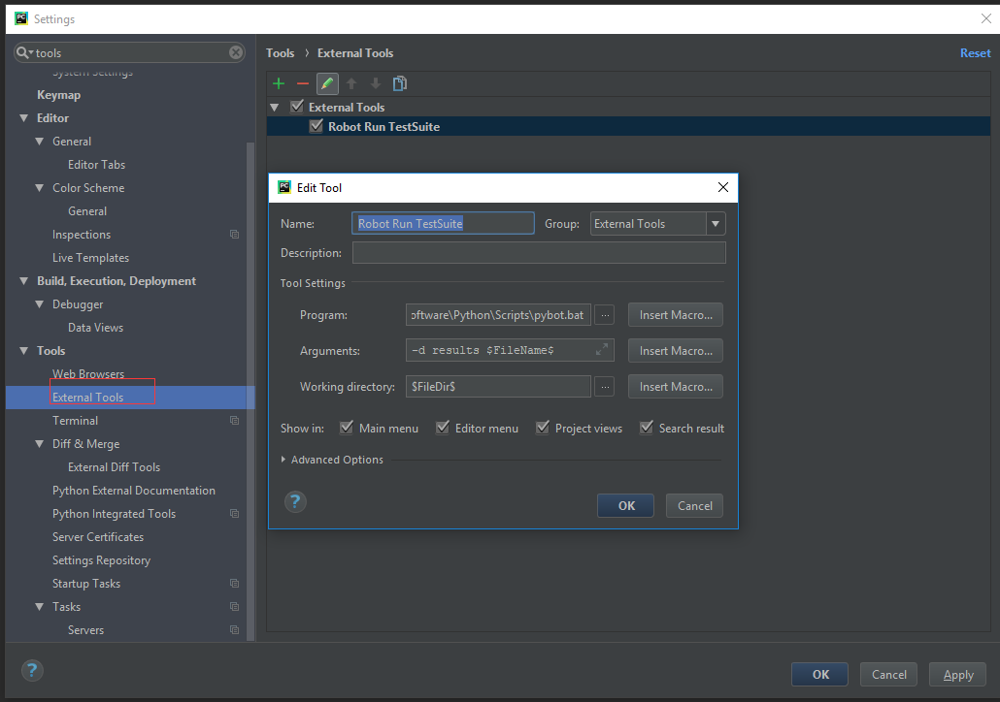 PC Settings
tools
System Settings
Keymap
Editor
General
Editor Tabs
Color Scheme
General
Inspections
Live Templates
Build, Execution, Deployment
Debugger
Data Views
Tools
Web Browsers
External Tools
Terminal
Diff & Merge
External Diff Tools
Python External Documentation
Python Integrated Tools
Server Certificates
Settings Repository
Startup Tasks
Tasks
Servers
Tools › External Tools
Reset
External Tools
Robot Run TestSuite
PC Edit Tool
Name: Robot Run TestSuite Group: External Tools
Description:
Tool Settings
Program: oftware\Python\Scripts\pybot.bat ... Insert Macro...
Arguments: -d results $FileName$ Insert Macro...
Working directory: $FileDir$ ... Insert Macro...
Show in: Main menu Editor menu Project views Search result
Advanced Options
? OK Cancel
? OK Cancel Apply